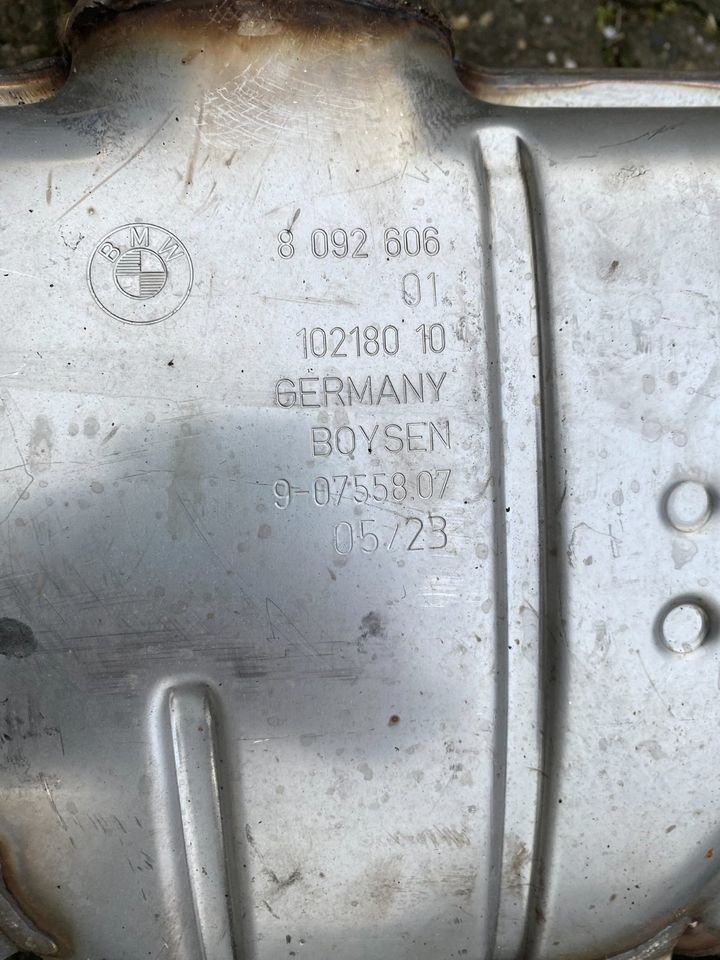 BMW
8 092 606
01
102180 10
GERMANY
BOYSEN
9-07558.07
05/23